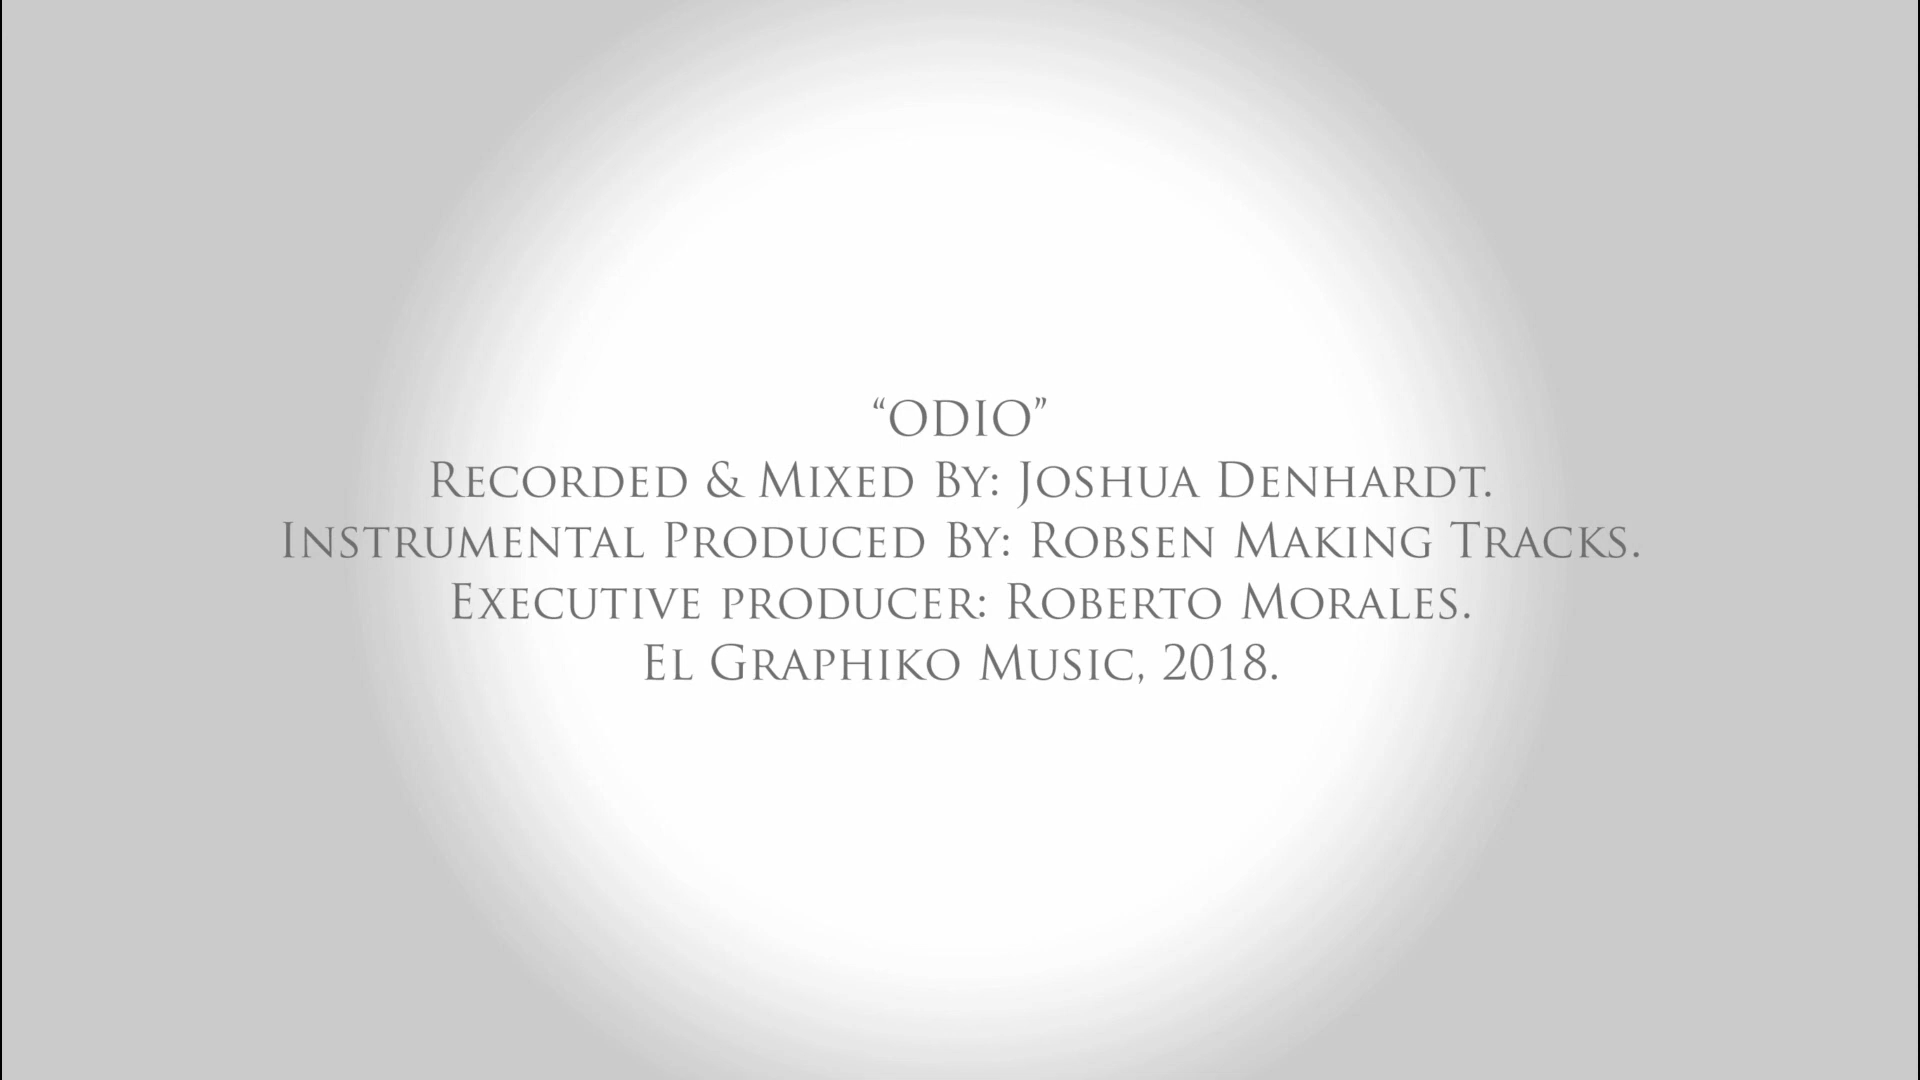 “ODIO”
Recorded & Mixed By: Joshua Denhardt.
Instrumental Produced By: Robsen Making Tracks.
Executive producer: Roberto Morales.
El Graphiko Music, 2018.